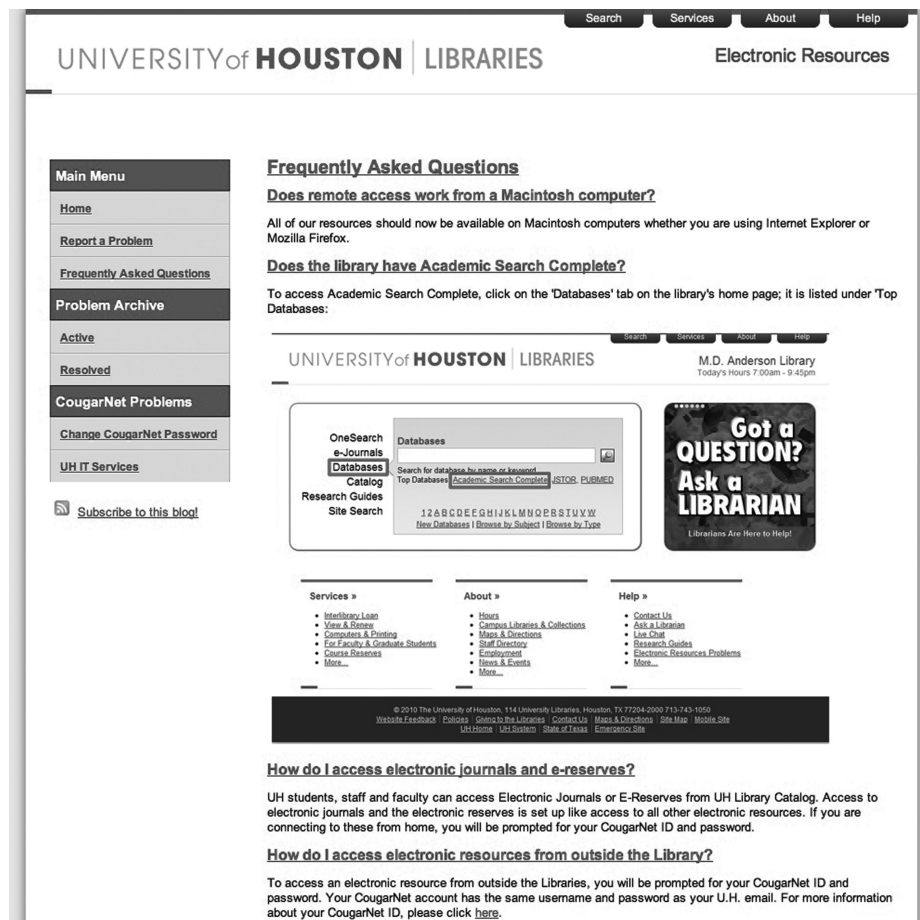 Search Services About Help
UNIVERSITY of HOUSTON LIBRARIES
Electronic Resources
Main Menu
Home
Report a Problem
Frequently Asked Questions
Problem Archive
Active
Resolved
CougarNet Problems
Change CougarNet Password
UH IT Services
Subscribe to this blog!
Frequently Asked Questions
Does remote access work from a Macintosh computer?
All of our resources should now be available on Macintosh computers whether you are using Internet Explorer or
Mozilla Firefox.
Does the library have Academic Search Complete?
To access Academic Search Complete, click on the 'Databases' tab on the library's home page; it is listed under 'Top
Databases:
Search Services About Help
UNIVERSITY of HOUSTON LIBRARIES
M.D. Anderson Library
Today's Hours 7:00am - 9:45pm
OneSearch
e-Journals
Databases
Catalog
Research Guides
Site Search
Databases
Search for database by name or keyword
Top Databases: Academic Search Complete, JSTOR, PUBMED
1 2 A B C D E F G H I J K L M N O P R S T U V W
New Databases | Browse by Subject | Browse by Type
Got a
QUESTION?
Ask a
LIBRARIAN
Librarians Are Here to Help!
Services »
Interlibrary Loan
View & Renew
Computers & Printing
For Faculty & Graduate Students
Course Reserves
More...
About »
Hours
Campus Libraries & Collections
Maps & Directions
Staff Directory
Employment
News & Events
More...
Help »
Contact Us
Ask a Librarian
Live Chat
Research Guides
Electronic Resources Problems
More...
© 2010 The University of Houston, 114 University Libraries, Houston, TX 77204-2000 713-743-1050
Website Feedback | Policies | Giving to the Libraries | Contact Us | Maps & Directions | Site Map | Mobile Site
UH Home | UH System | State of Texas | Emergency Site
How do I access electronic journals and e-reserves?
UH students, staff and faculty can access Electronic Journals or E-Reserves from UH Library Catalog. Access to
electronic journals and the electronic reserves is set up like access to all other electronic resources. If you are
connecting to these from home, you will be prompted for your CougarNet ID and password.
How do I access electronic resources from outside the Library?
To access an electronic resource from outside the Libraries, you will be prompted for your CougarNet ID and
password. Your CougarNet account has the same username and password as your U.H. email. For more information
about your CougarNet ID, please click here.